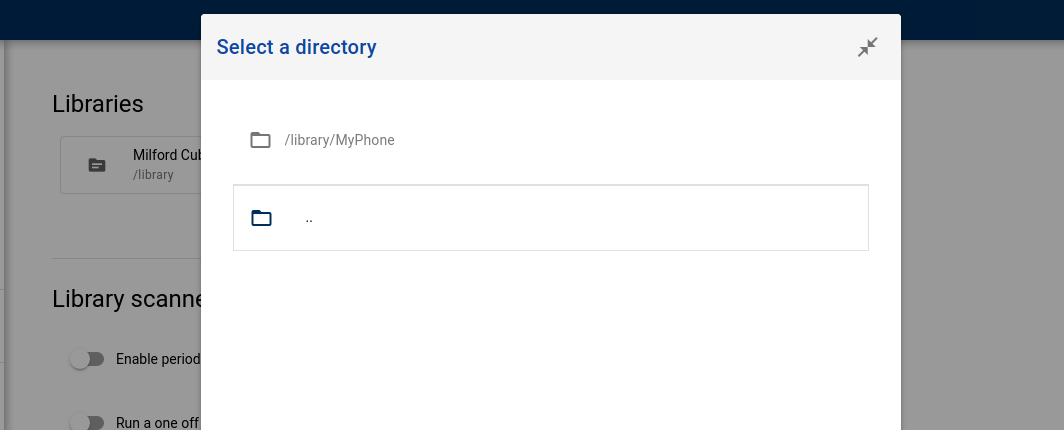 Select a directory
Libraries
/library/MyPhone
Milford Cub
/library
..
Library scanne
Enable period
Run a one off